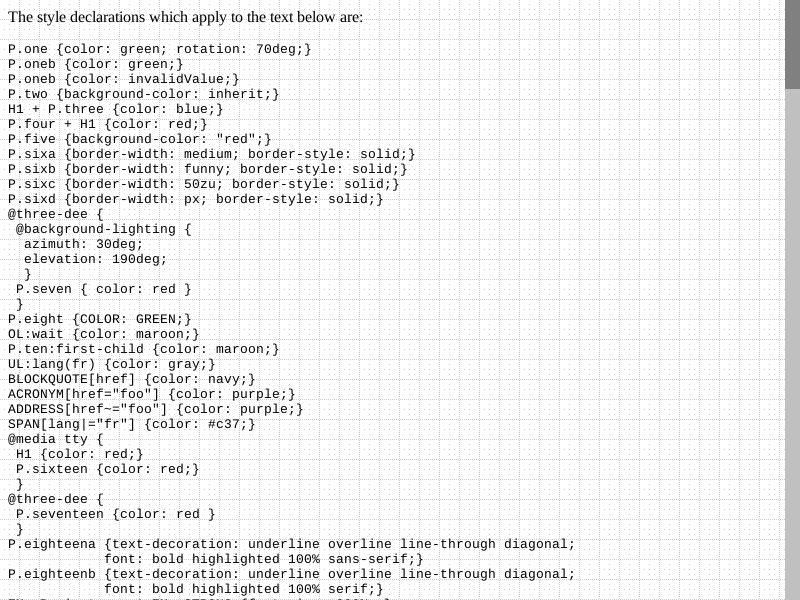 The style declarations which apply to the text below are:
P.one {color: green; rotation: 70deg;}
P.oneb {color: green;}
P.oneb {color: invalidValue;}
P.two {background-color: inherit;}
H1 + P.three {color: blue;}
P.four + H1 {color: red;}
P.five {background-color: "red";}
P.sixa {border-width: medium; border-style: solid;}
P.sixb {border-width: funny; border-style: solid;}
P.sixc {border-width: 50zu; border-style: solid;}
P.sixd {border-width: px; border-style: solid;}
@three-dee {
 @background-lighting {
  azimuth: 30deg;
  elevation: 190deg;
  }
 P.seven { color: red }
 }
P.eight {COLOR: GREEN;}
OL:wait {color: maroon;}
P.ten:first-child {color: maroon;}
UL:lang(fr) {color: gray;}
BLOCKQUOTE[href] {color: navy;}
ACRONYM[href="foo"] {color: purple;}
ADDRESS[href~="foo"] {color: purple;}
SPAN[lang|="fr"] {color: #c37;}
@media tty {
 H1 {color: red;}
 P.sixteen {color: red;}
 }
@three-dee {
 P.seventeen {color: red }
 }
P.eighteena {text-decoration: underline overline line-through diagonal;
            font: bold highlighted 100% sans-serif;}
P.eighteenb {text-decoration: underline overline line-through diagonal;
            font: bold highlighted 100% serif;}